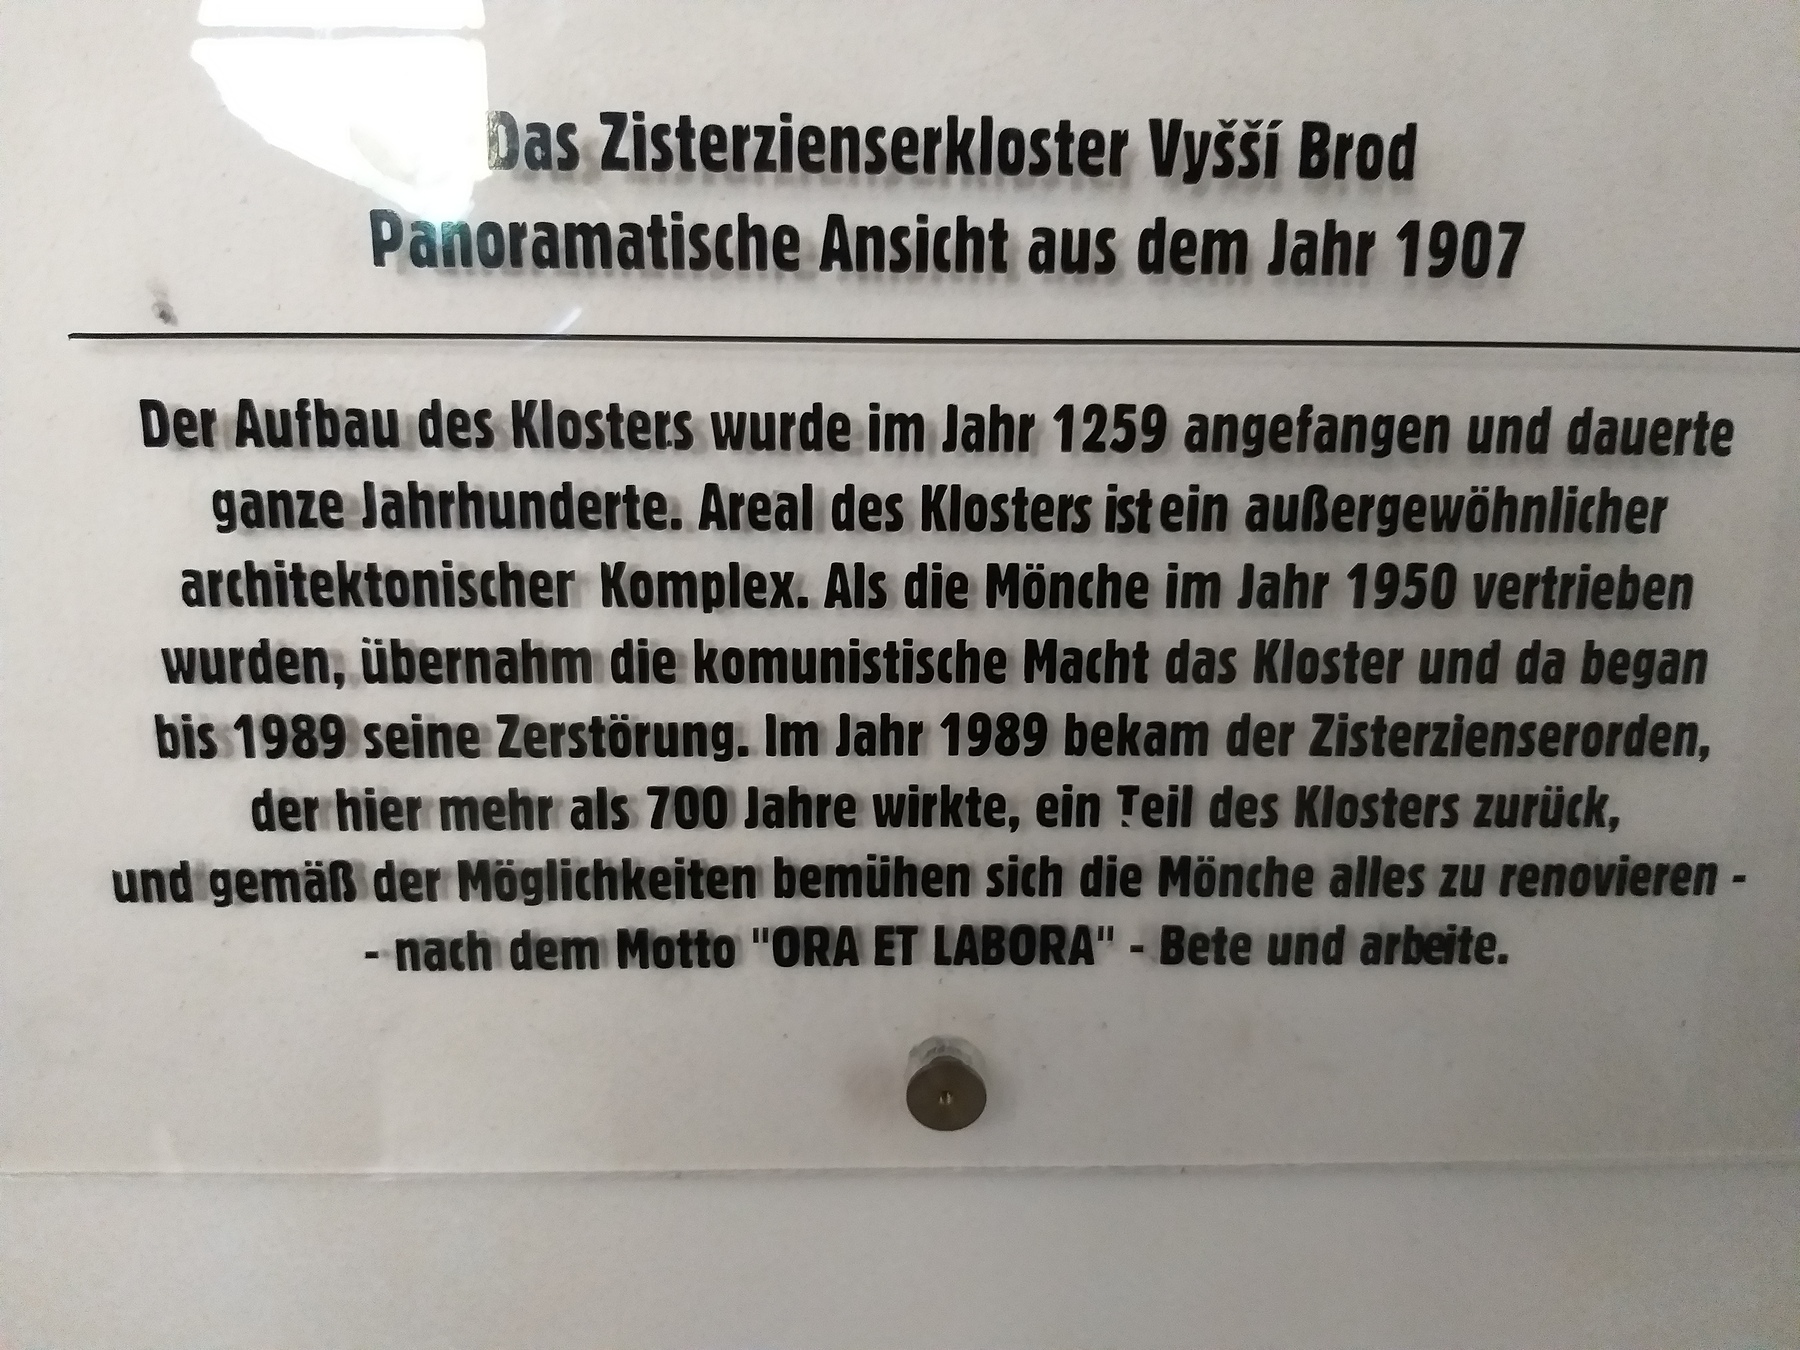 Das Zisterzienserkloster Vyšší Brod
Panoramatische Ansicht aus dem Jahr 1907
Der Aufbau des Klosters wurde im Jahr 1259 angefangen und dauerte
ganze Jahrhunderte. Areal des Klosters ist ein außergewöhnlicher
architektonischer Komplex. Als die Mönche im Jahr 1950 vertrieben
wurden, übernahm die komunistische Macht das Kloster und da began
bis 1989 seine Zerstörung. Im Jahr 1989 bekam der Zisterzienserorden,
der hier mehr als 700 Jahre wirkte, ein Teil des Klosters zurück,
und gemäß der Möglichkeiten bemühen sich die Mönche alles zu renovieren -
- nach dem Motto "ORA ET LABORA" - Bete und arbeite.